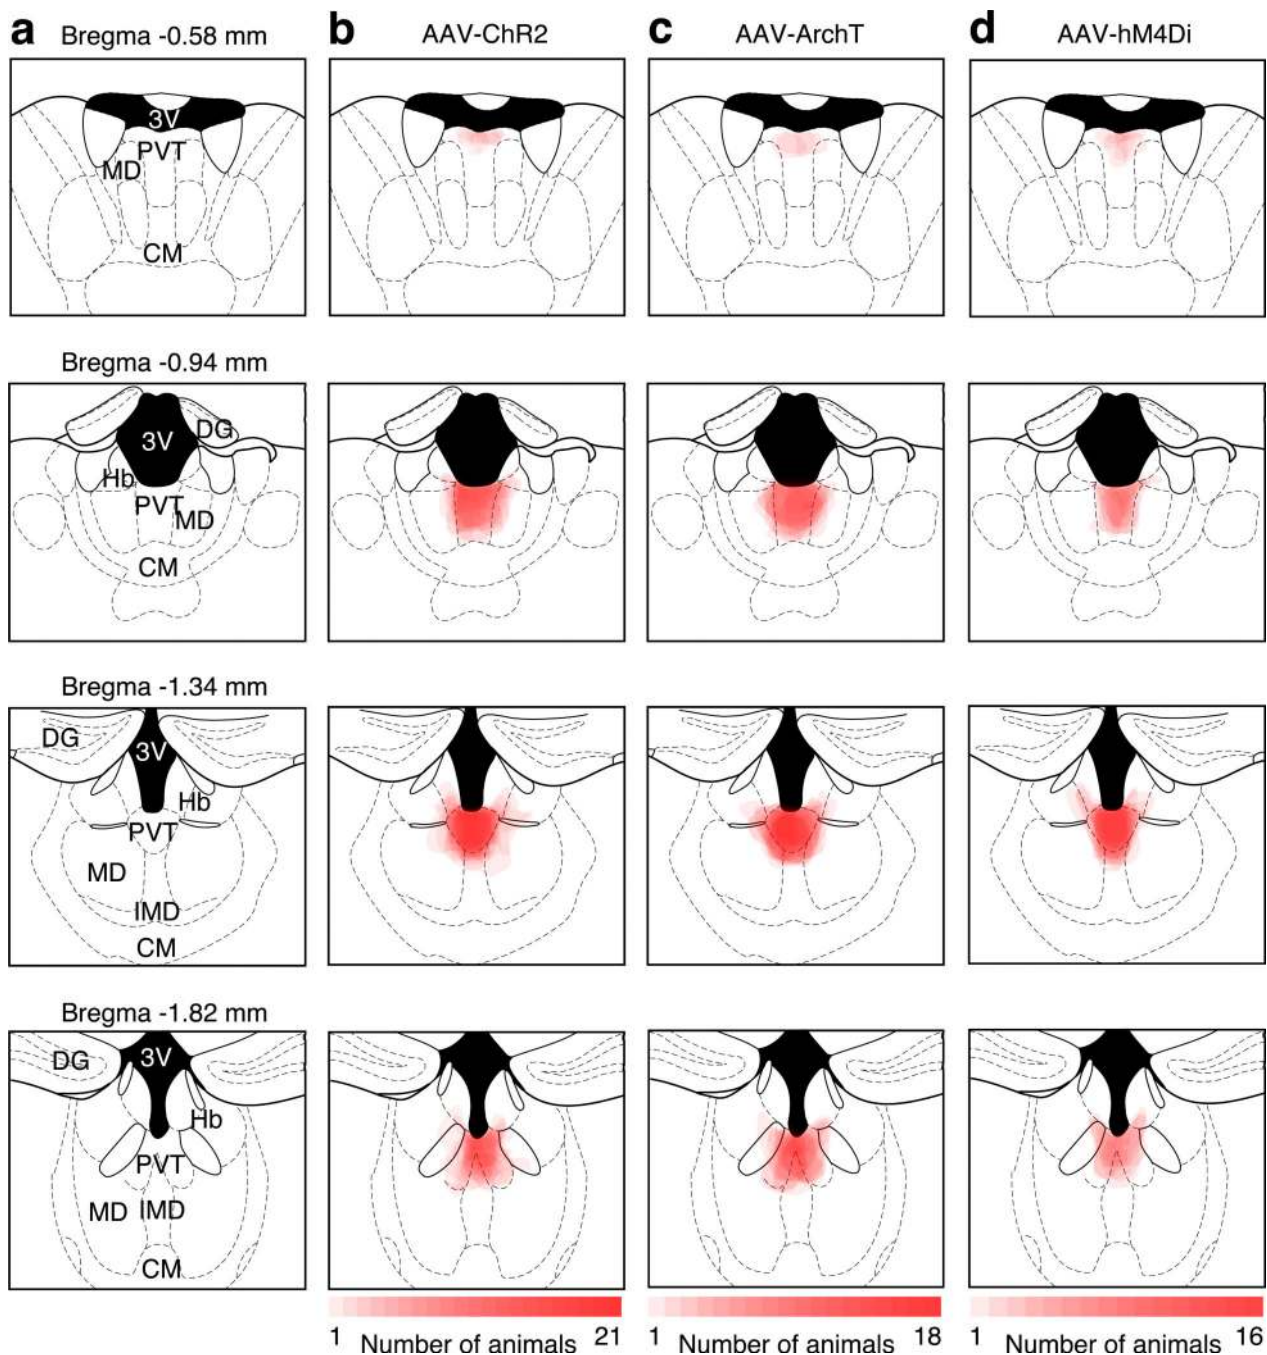 a Bregma -0.58 mm b AAV-ChR2 c AAV-ArchT d AAV-hM4Di
3V
PVT
MD
CM
Bregma -0.94 mm
DG
3V
Hb
PVT
MD
CM
Bregma -1.34 mm
DG
3V
Hb
PVT
MD
IMD
CM
Bregma -1.82 mm
DG
3V
Hb
PVT
MD IMD
CM
1 Number of animals 21 1 Number of animals 18 1 Number of animals 16